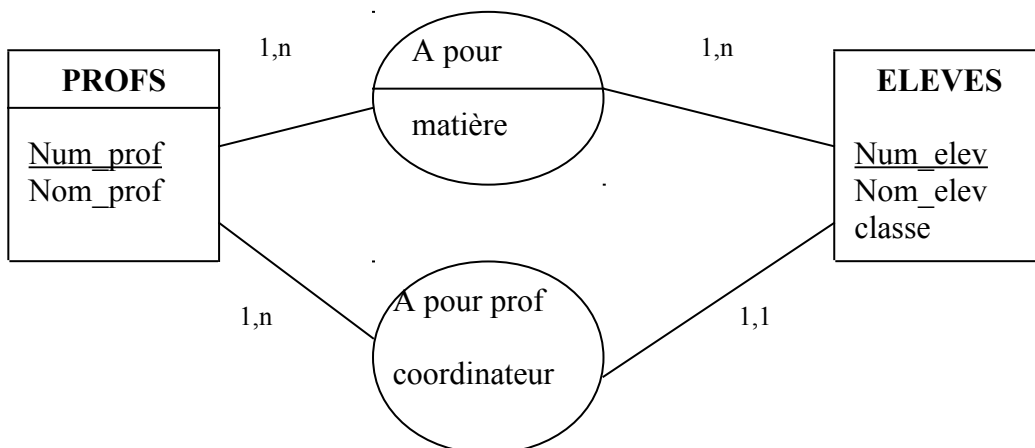 1,n
A pour
1,n
PROFS
ELEVES
matière
Num_prof
Nom_prof
Num_elev
Nom_elev
classe
1,n
A pour prof
1,1
coordinateur